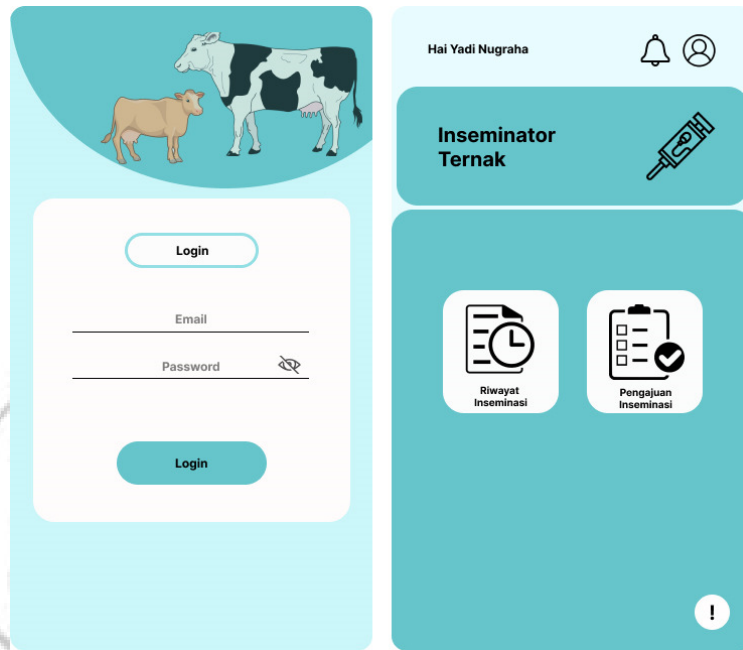 Login
Email
Password
Login
Hai Yadi Nugraha
Inseminator
Ternak
Riwayat
Inseminasi
Pengajuan
Inseminasi
!